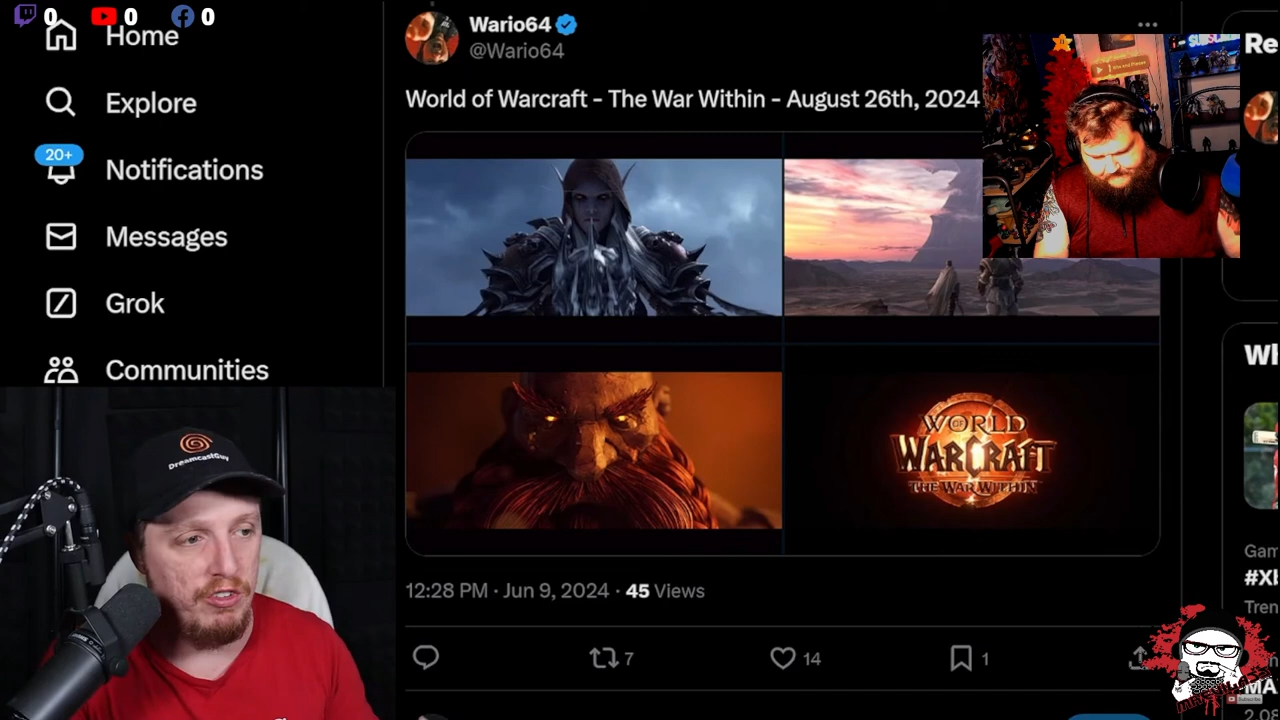 0 0 0
Home
Explore
20+
Notifications
Messages
Grok
Communities
Wario64
@Wario64
World of Warcraft - The War Within - August 26th, 2024
WORLD
OF
WARCRAFT
THE WAR WITHIN
12:28 PM · Jun 9, 2024 · 45 Views
7
14
1
DreamcastGuy
Re
Wh
Gam
#XI
Tren
MA
2.08